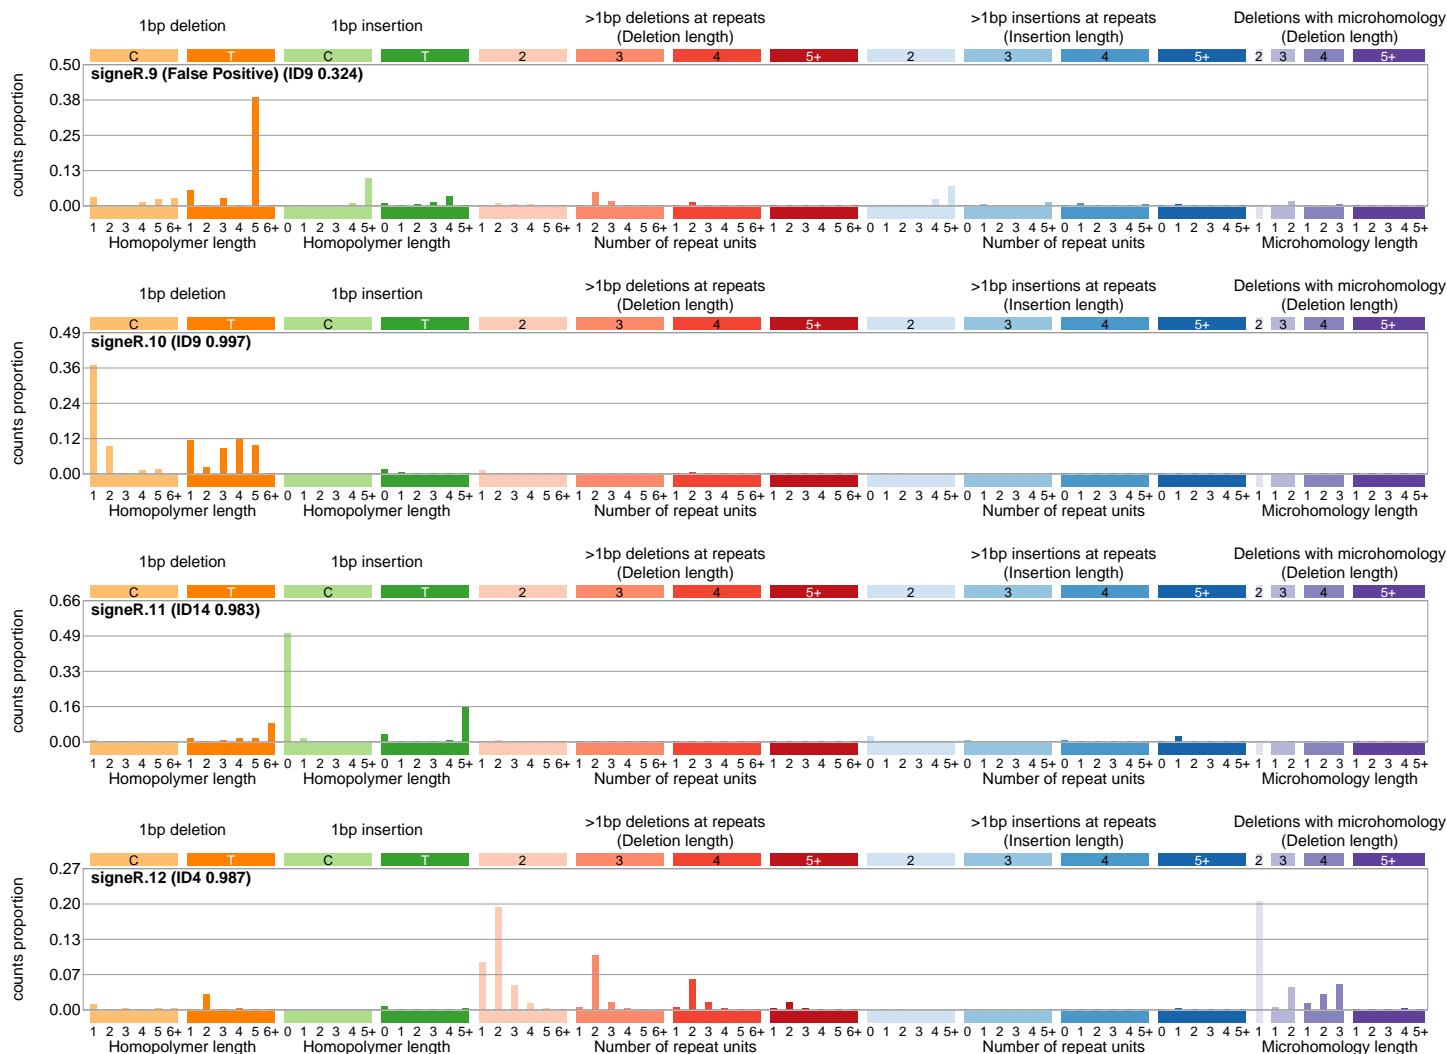 1bp deletion 1bp insertion >1bp deletions at repeats >1bp insertions at repeats Deletions with microhomology
(Deletion length) (Insertion length) (Deletion length)
C T C T 2 3 4 5+ 2 3 4 5+ 2 3 4 5+
signeR.9 (False Positive) (ID9 0.324)
counts proportion
0.50
0.38
0.25
0.13
0.00
1 2 3 4 5 6+ 1 2 3 4 5 6+ 0 1 2 3 4 5+ 0 1 2 3 4 5+ 1 2 3 4 5 6+ 1 2 3 4 5 6+ 1 2 3 4 5 6+ 1 2 3 4 5 6+ 0 1 2 3 4 5+ 0 1 2 3 4 5+ 0 1 2 3 4 5+ 0 1 2 3 4 5+ 1 1 2 1 2 3 1 2 3 4 5+
Homopolymer length Homopolymer length Number of repeat units Number of repeat units Microhomology length
1bp deletion 1bp insertion >1bp deletions at repeats >1bp insertions at repeats Deletions with microhomology
(Deletion length) (Insertion length) (Deletion length)
C T C T 2 3 4 5+ 2 3 4 5+ 2 3 4 5+
signeR.10 (ID9 0.997)
counts proportion
0.49
0.36
0.24
0.12
0.00
1 2 3 4 5 6+ 1 2 3 4 5 6+ 0 1 2 3 4 5+ 0 1 2 3 4 5+ 1 2 3 4 5 6+ 1 2 3 4 5 6+ 1 2 3 4 5 6+ 1 2 3 4 5 6+ 0 1 2 3 4 5+ 0 1 2 3 4 5+ 0 1 2 3 4 5+ 0 1 2 3 4 5+ 1 1 2 1 2 3 1 2 3 4 5+
Homopolymer length Homopolymer length Number of repeat units Number of repeat units Microhomology length
1bp deletion 1bp insertion >1bp deletions at repeats >1bp insertions at repeats Deletions with microhomology
(Deletion length) (Insertion length) (Deletion length)
C T C T 2 3 4 5+ 2 3 4 5+ 2 3 4 5+
signeR.11 (ID14 0.983)
counts proportion
0.66
0.49
0.33
0.16
0.00
1 2 3 4 5 6+ 1 2 3 4 5 6+ 0 1 2 3 4 5+ 0 1 2 3 4 5+ 1 2 3 4 5 6+ 1 2 3 4 5 6+ 1 2 3 4 5 6+ 1 2 3 4 5 6+ 0 1 2 3 4 5+ 0 1 2 3 4 5+ 0 1 2 3 4 5+ 0 1 2 3 4 5+ 1 1 2 1 2 3 1 2 3 4 5+
Homopolymer length Homopolymer length Number of repeat units Number of repeat units Microhomology length
1bp deletion 1bp insertion >1bp deletions at repeats >1bp insertions at repeats Deletions with microhomology
(Deletion length) (Insertion length) (Deletion length)
C T C T 2 3 4 5+ 2 3 4 5+ 2 3 4 5+
signeR.12 (ID4 0.987)
counts proportion
0.27
0.20
0.13
0.07
0.00
1 2 3 4 5 6+ 1 2 3 4 5 6+ 0 1 2 3 4 5+ 0 1 2 3 4 5+ 1 2 3 4 5 6+ 1 2 3 4 5 6+ 1 2 3 4 5 6+ 1 2 3 4 5 6+ 0 1 2 3 4 5+ 0 1 2 3 4 5+ 0 1 2 3 4 5+ 0 1 2 3 4 5+ 1 1 2 1 2 3 1 2 3 4 5+
Homopolymer length Homopolymer length Number of repeat units Number of repeat units Microhomology length